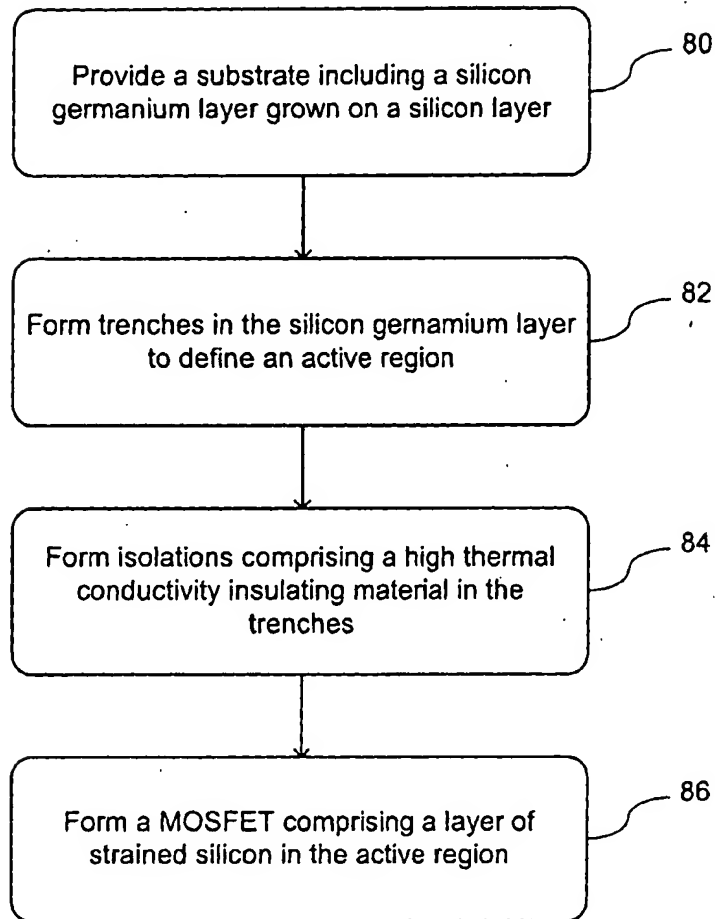 80
Provide a substrate including a silicon
germanium layer grown on a silicon layer
82
Form trenches in the silicon gernamium layer
to define an active region
84
Form isolations comprising a high thermal
conductivity insulating material in the
trenches
86
Form a MOSFET comprising a layer of
strained silicon in the active region